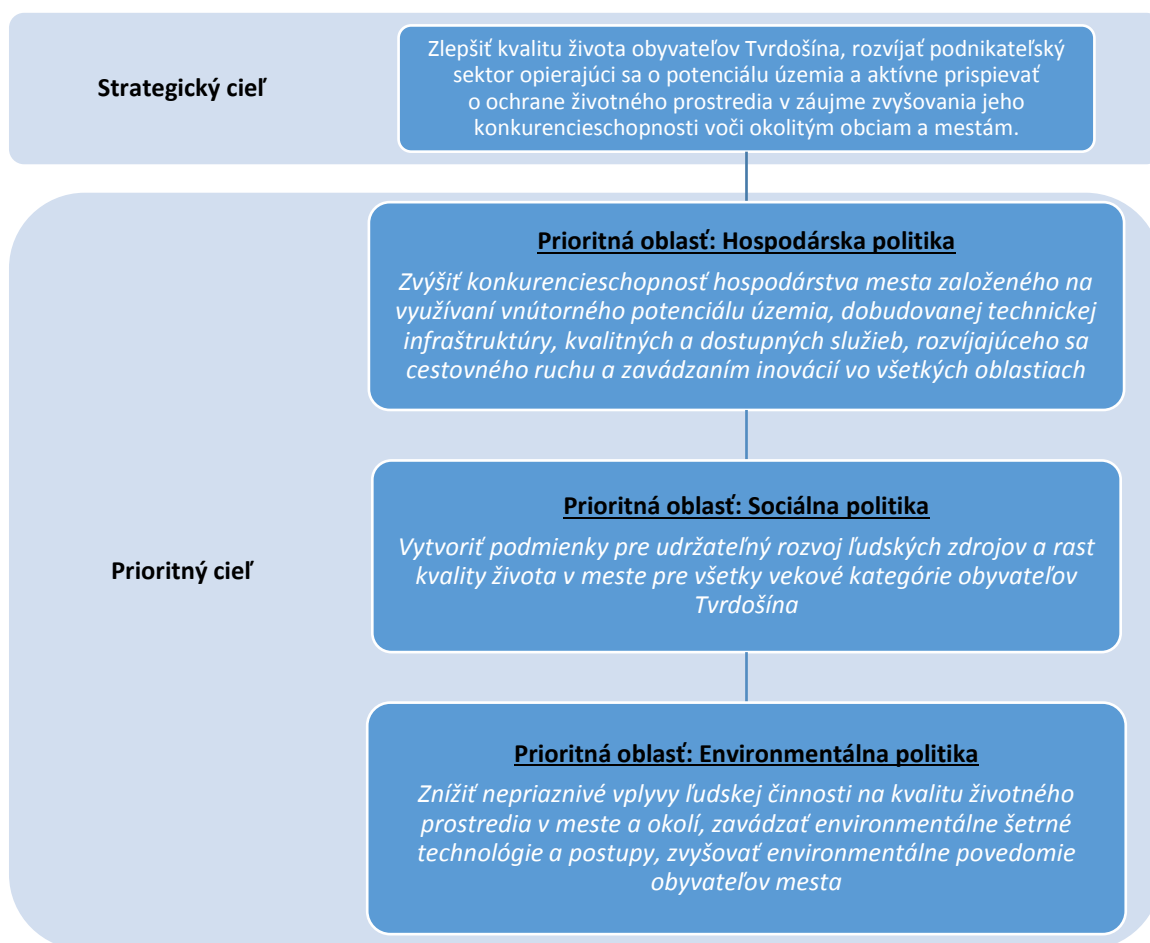 Strategický cieľ
Zlepšiť kvalitu života obyvateľov Tvrdošína, rozvíjať podnikateľský
sektor opierajúci sa o potenciálu územia a aktívne prispievať
o ochrane životného prostredia v záujme zvyšovania jeho
konkurencieschopnosti voči okolitým obciam a mestám.
Prioritný cieľ
Prioritná oblasť: Hospodárska politika
Zvýšiť konkurencieschopnosť hospodárstva mesta založeného na
využívaní vnútorného potenciálu územia, dobudovanej technickej
infraštruktúry, kvalitných a dostupných služieb, rozvíjajúceho sa
cestovného ruchu a zavádzaním inovácií vo všetkých oblastiach
Prioritná oblasť: Sociálna politika
Vytvoriť podmienky pre udržateľný rozvoj ľudských zdrojov a rast
kvality života v meste pre všetky vekové kategórie obyvateľov
Tvrdošína
Prioritná oblasť: Environmentálna politika
Znížiť nepriaznivé vplyvy ľudskej činnosti na kvalitu životného
prostredia v meste a okolí, zavádzať environmentálne šetrné
technológie a postupy, zvyšovať environmentálne povedomie
obyvateľov mesta